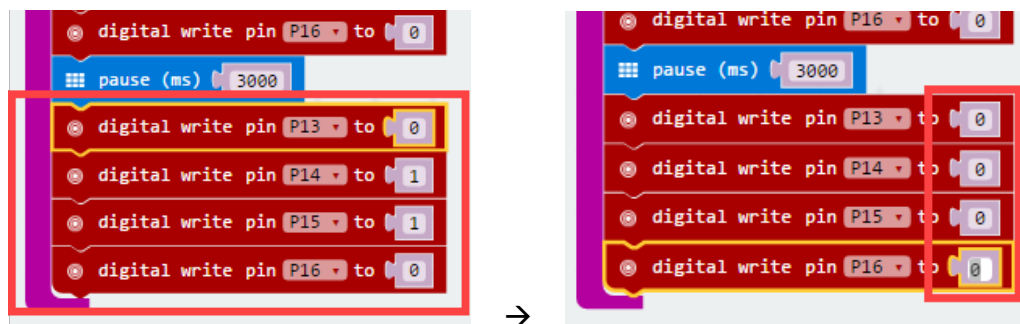 digital write pin P16 to 0
pause (ms) 3000
digital write pin P13 to 0
digital write pin P14 to 1
digital write pin P15 to 1
digital write pin P16 to 0
→
digital write pin P16 to 0
pause (ms) 3000
digital write pin P13 to 0
digital write pin P14 to 0
digital write pin P15 to 0
digital write pin P16 to 0